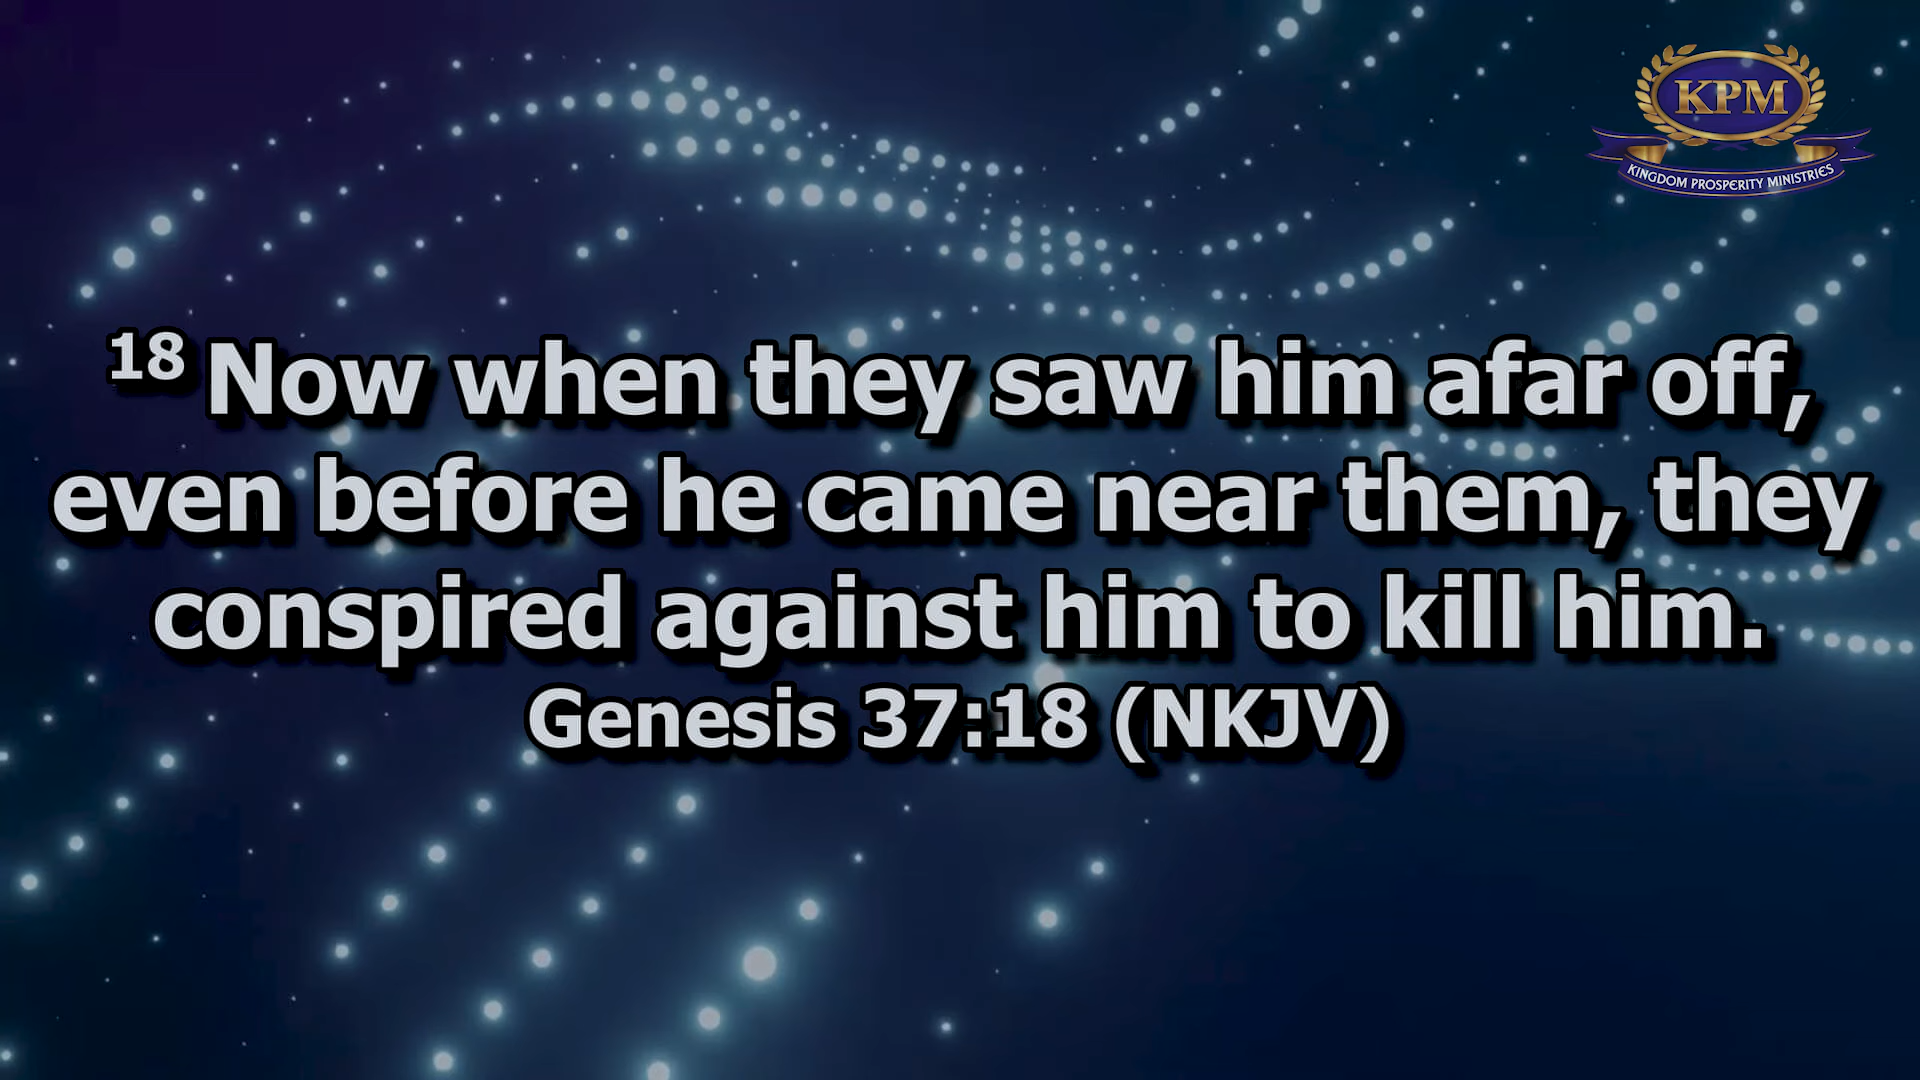 KPM
KINGDOM PROSPERITY MINISTRIES
18 Now when they saw him afar off,
even before he came near them, they
conspired against him to kill him.
Genesis 37:18 (NKJV)